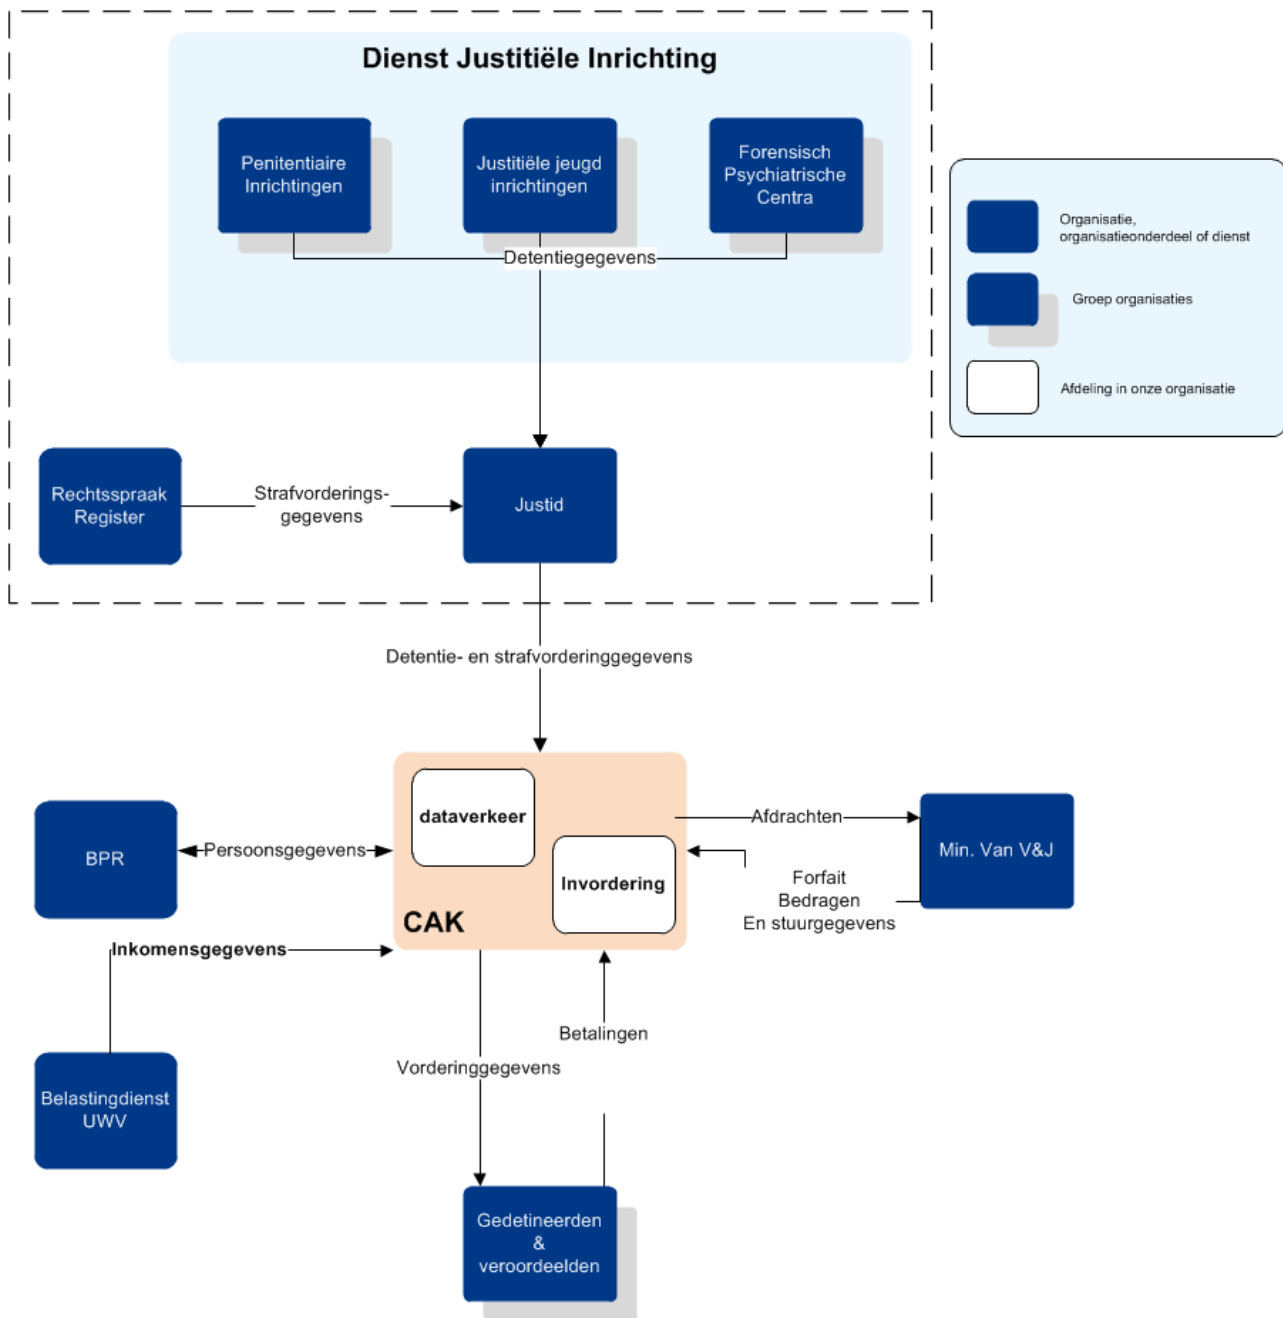 Dienst Justitiële Inrichting
Penitentiaire
Inrichtingen
Justitiële jeugd
inrichtingen
Forensisch
Psychiatrische
Centra
Detentiegegevens
Organisatie,
organisatieonderdeel of dienst
Groep organisaties
Afdeling in onze organisatie
Rechtsspraak
Register
Strafvorderings-
gegevens
Justid
Detentie- en strafvorderinggegevens
dataverkeer
Invordering
CAK
BPR
Persoonsgegevens
Afdrachten
Min. Van V&J
Forfait
Bedragen
En stuurgegevens
Inkomensgegevens
Belastingdienst
UWV
Betalingen
Vorderinggegevens
Gedetineerden
&
veroordeelden